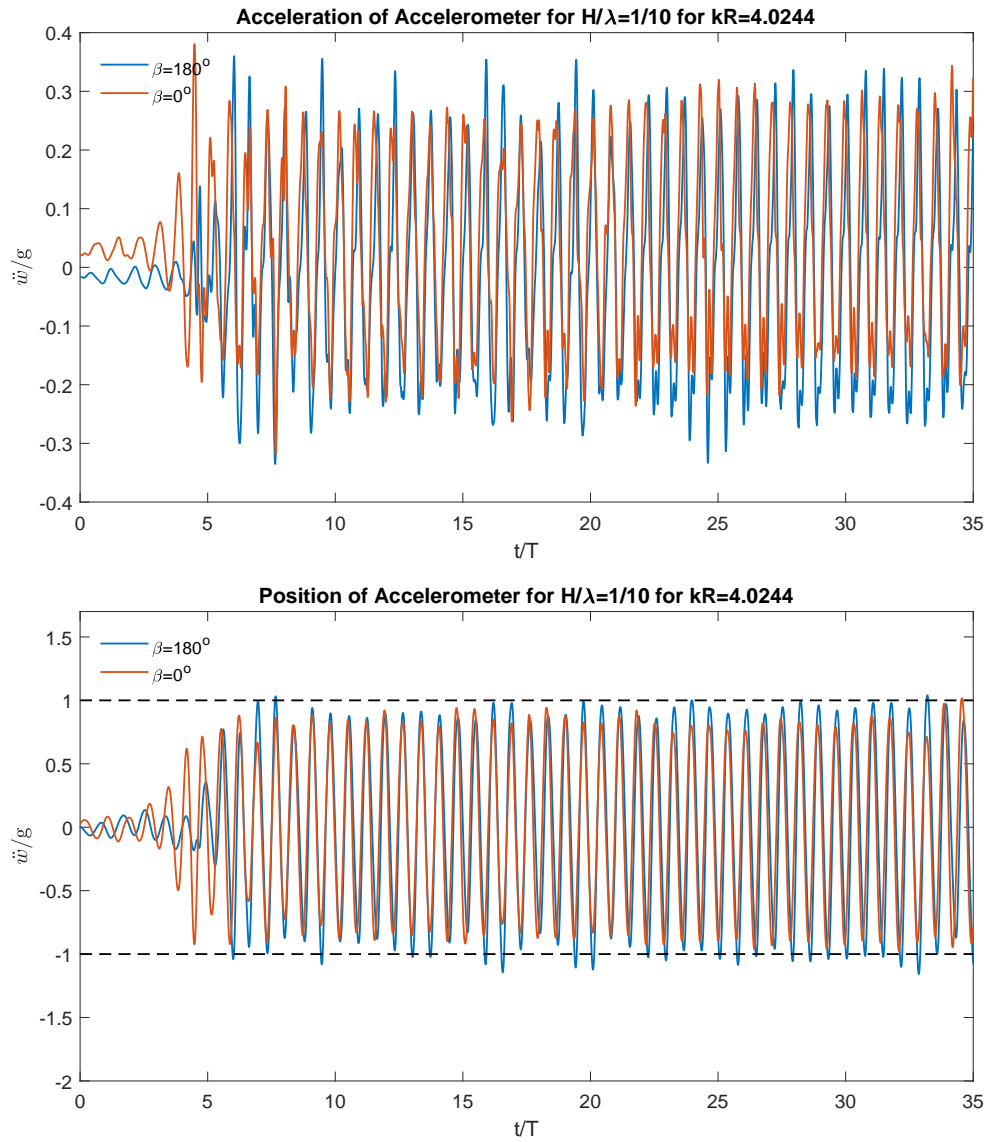 Acceleration of Accelerometer for H/λ=1/10 for kR=4.0244
0.4
0.3
0.2
0.1
0
-0.1
-0.2
-0.3
-0.4
ẅ/g
β=180°
β=0°
0 5 10 15 20 25 30 35
t/T
Position of Accelerometer for H/λ=1/10 for kR=4.0244
1.5
1
0.5
0
-0.5
-1
-1.5
-2
ẅ/g
β=180°
β=0°
0 5 10 15 20 25 30 35
t/T